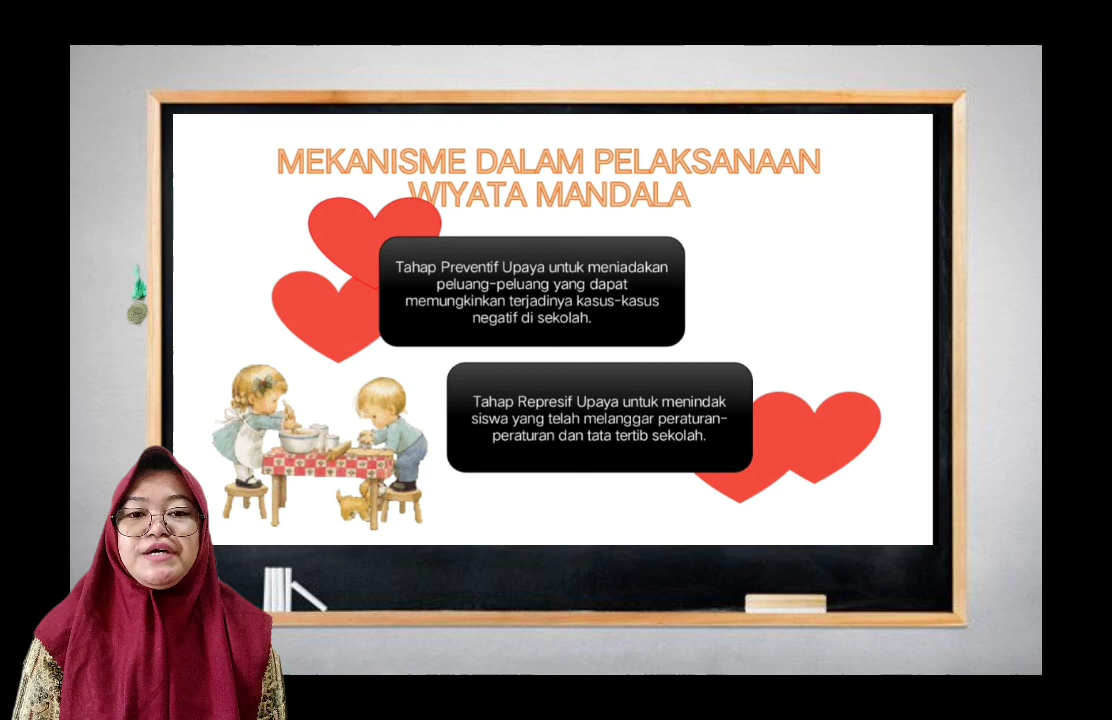 MEKANISME DALAM PELAKSANAAN
WIYATA MANDALA
Tahap Preventif Upaya untuk meniadakan
peluang-peluang yang dapat
memungkinkan terjadinya kasus-kasus
negatif di sekolah.
Tahap Represif Upaya untuk menindak
siswa yang telah melanggar peraturan-
peraturan dan tata tertib sekolah.